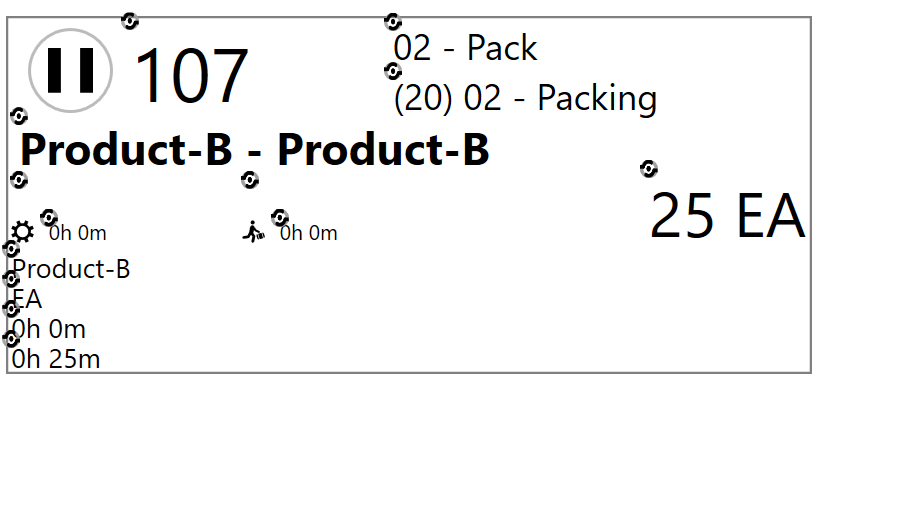 107
02 - Pack
(20) 02 - Packing
Product-B - Product-B
25 EA
0h 0m
0h 0m
Product-B
EA
0h 0m
0h 25m